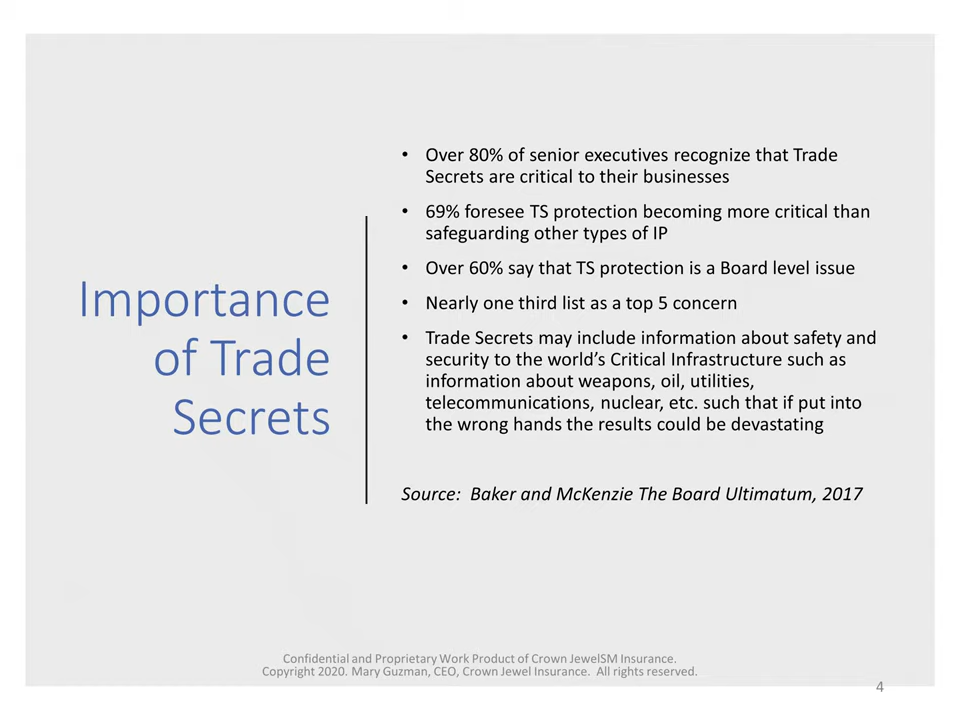 Importance
of Trade
Secrets
• Over 80% of senior executives recognize that Trade
Secrets are critical to their businesses
• 69% foresee TS protection becoming more critical than
safeguarding other types of IP
• Over 60% say that TS protection is a Board level issue
• Nearly one third list as a top 5 concern
• Trade Secrets may include information about safety and
security to the world’s Critical Infrastructure such as
information about weapons, oil, utilities,
telecommunications, nuclear, etc. such that if put into
the wrong hands the results could be devastating
Source:  Baker and McKenzie The Board Ultimatum, 2017
Confidential and Proprietary Work Product of Crown JewelSM Insurance.
Copyright 2020. Mary Guzman, CEO, Crown Jewel Insurance.  All rights reserved.
4